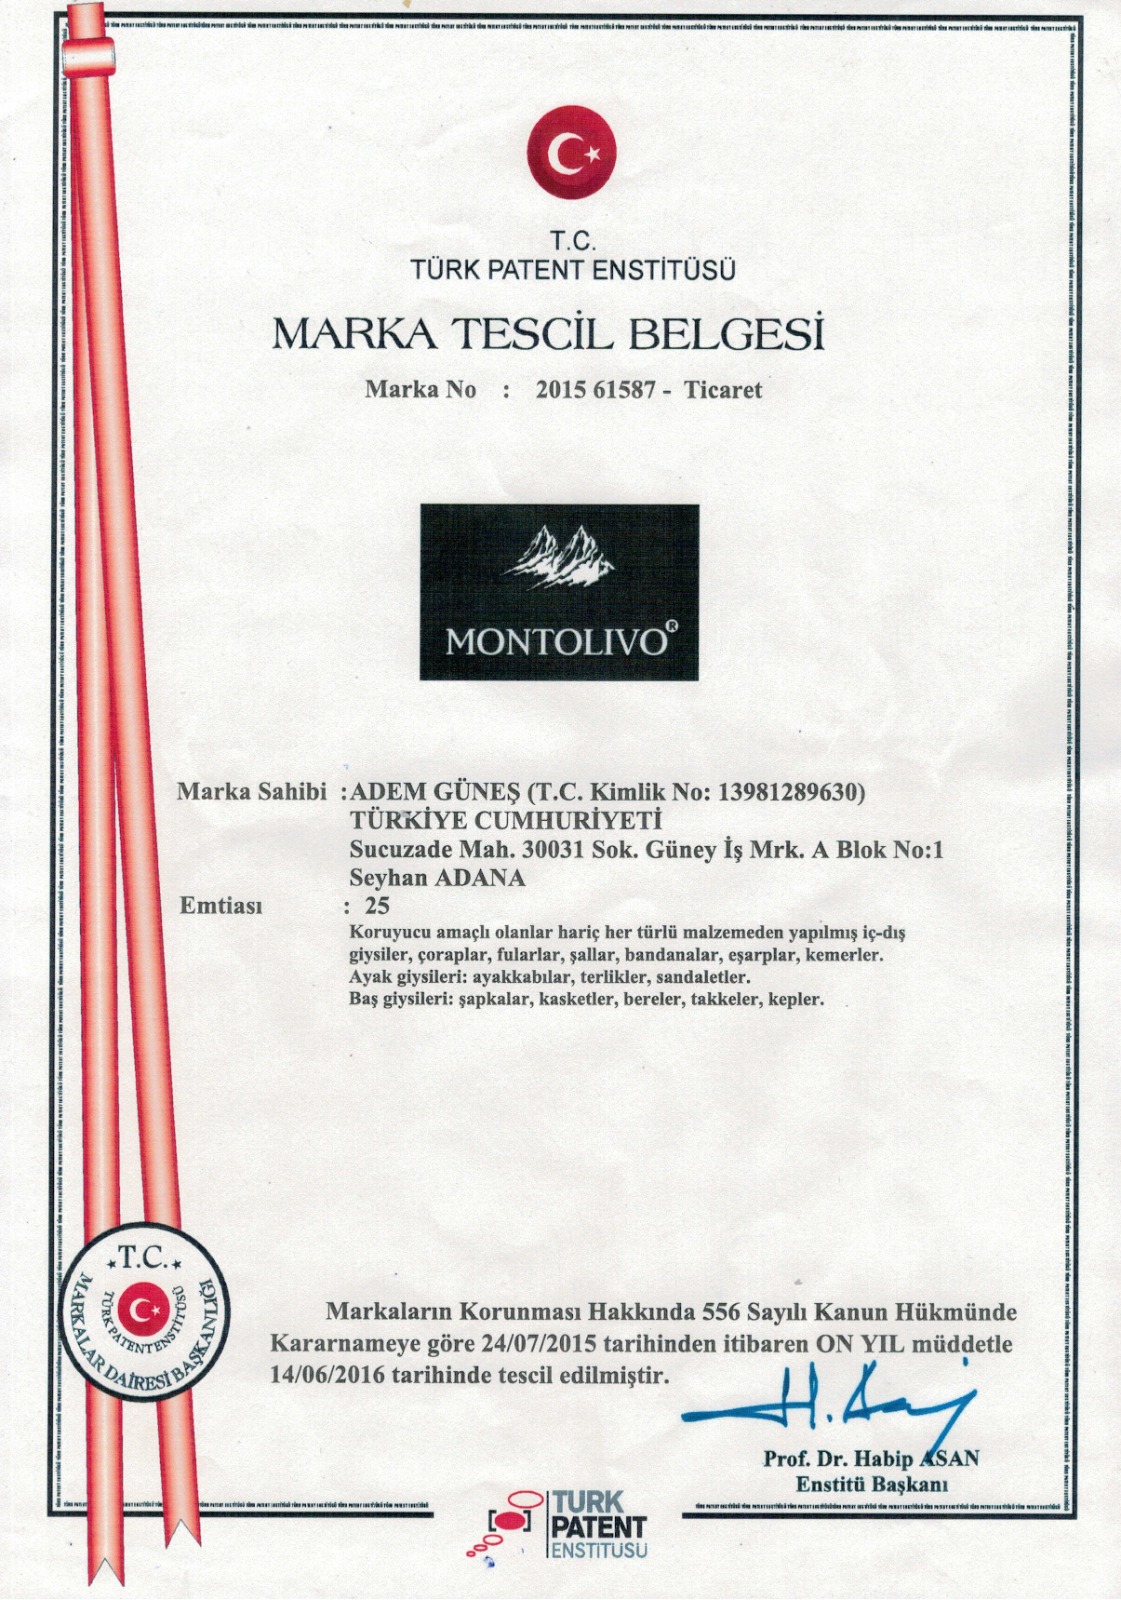 T.C.
TÜRK PATENT ENSTİTÜSÜ
MARKA TESCİL BELGESİ
Marka No : 2015 61587 - Ticaret
MONTOLIVO®
Marka Sahibi : ADEM GÜNEŞ (T.C. Kimlik No: 13981289630)
TÜRKİYE CUMHURİYETİ
Sucuzade Mah. 30031 Sok. Güney İş Mrk. A Blok No:1
Seyhan ADANA
Emtiası : 25
Koruyucu amaçlı olanlar hariç her türlü malzemeden yapılmış iç-dış
giysiler, çoraplar, fularlar, şallar, bandanalar, eşarplar, kemerler.
Ayak giysileri: ayakkabılar, terlikler, sandaletler.
Baş giysileri: şapkalar, kasketler, bereler, takkeler, kepler.
T.C.
MARKALAR DAİRESİ BAŞKANLIĞI
TÜRK PATENT ENSTİTÜSÜ
Markaların Korunması Hakkında 556 Sayılı Kanun Hükmünde
Kararnameye göre 24/07/2015 tarihinden itibaren ON YIL müddetle
14/06/2016 tarihinde tescil edilmiştir.
Prof. Dr. Habip ASAN
Enstitü Başkanı
TURK
PATENT
ENSTITUSU